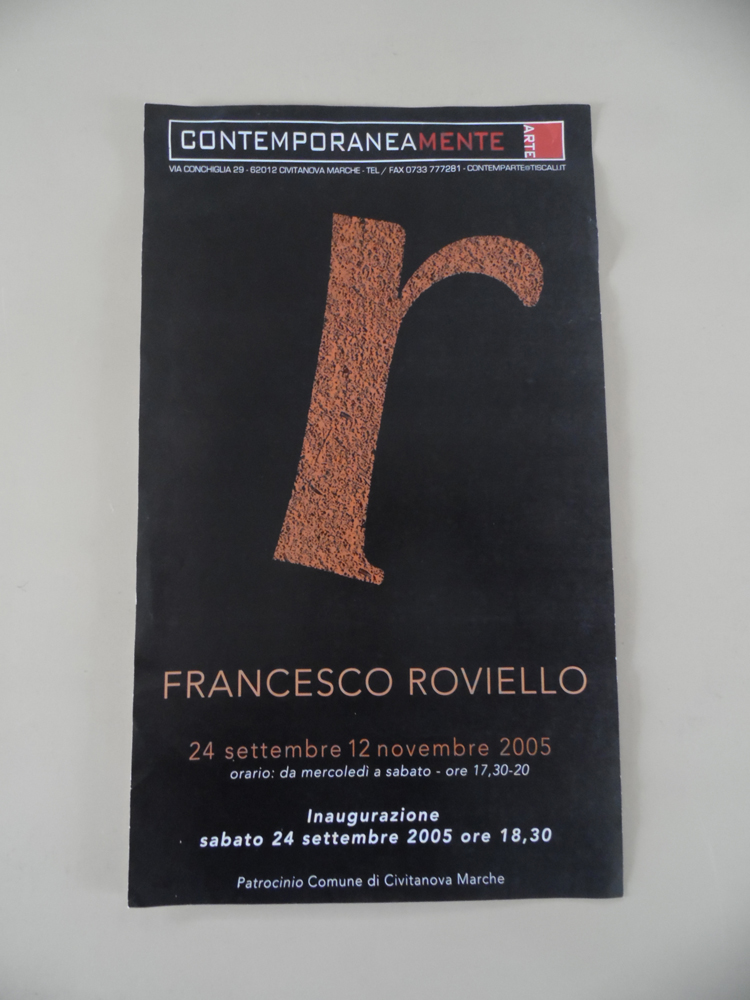 CONTEMPORANEAMENTE ARTE
VIA CONCHIGLIA 29 - 62012 CIVITANOVA MARCHE - TEL / FAX 0733 777281 - CONTEMPARTE@TISCALI.IT
r
FRANCESCO ROVIELLO
24 settembre 12 novembre 2005
orario: da mercoledì a sabato - ore 17,30-20
Inaugurazione
sabato 24 settembre 2005 ore 18,30
Patrocinio Comune di Civitanova Marche